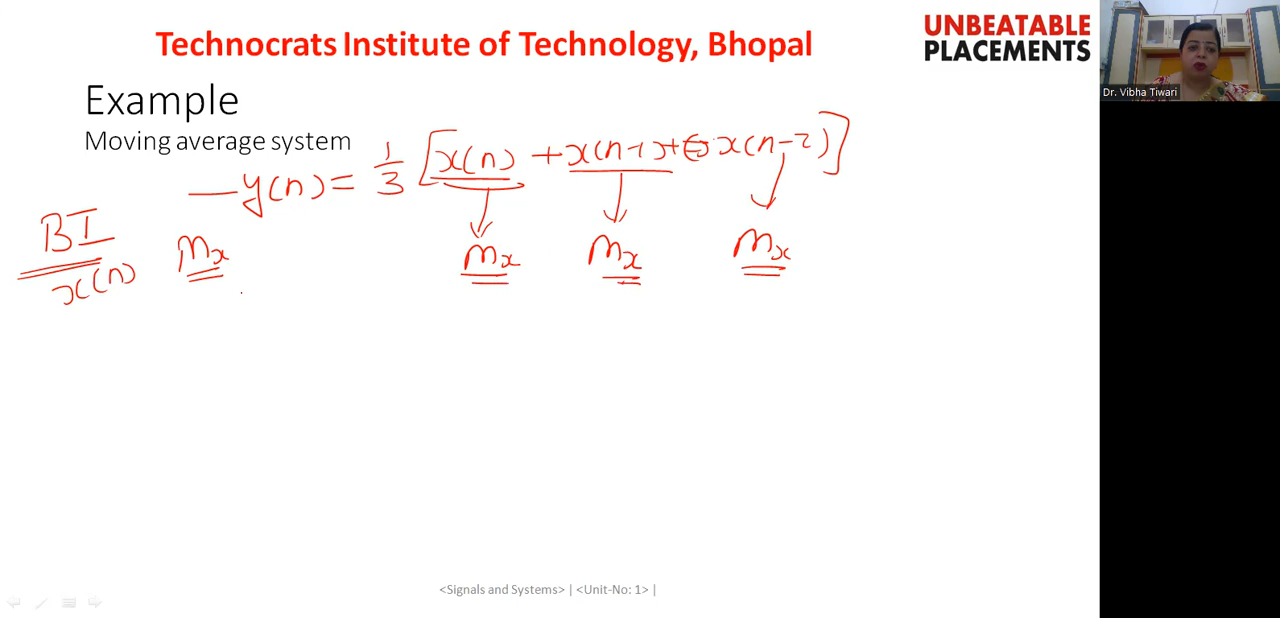 Technocrats Institute of Technology, Bhopal
UNBEATABLE
PLACEMENTS
Dr. Vibha Tiwari
Example
Moving average system
y(n) = 1/3 [x(n) + x(n-1) + x(n-2)]
BI
x(n)
Mx
Mx
Mx
Mx
<Signals and Systems> | <Unit-No: 1> |